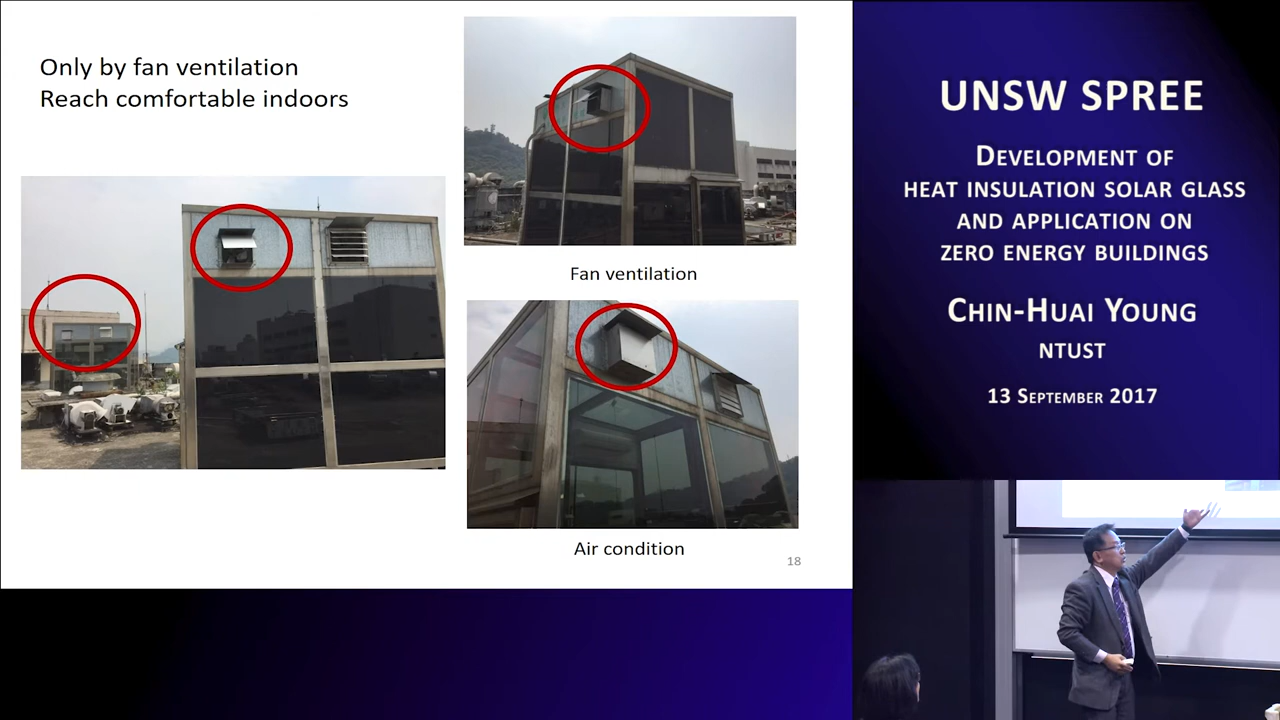 Only by fan ventilation
Reach comfortable indoors
Fan ventilation
Air condition
18
UNSW SPREE
DEVELOPMENT OF
HEAT INSULATION SOLAR GLASS
AND APPLICATION ON
ZERO ENERGY BUILDINGS
CHIN-HUAI YOUNG
NTUST
13 SEPTEMBER 2017